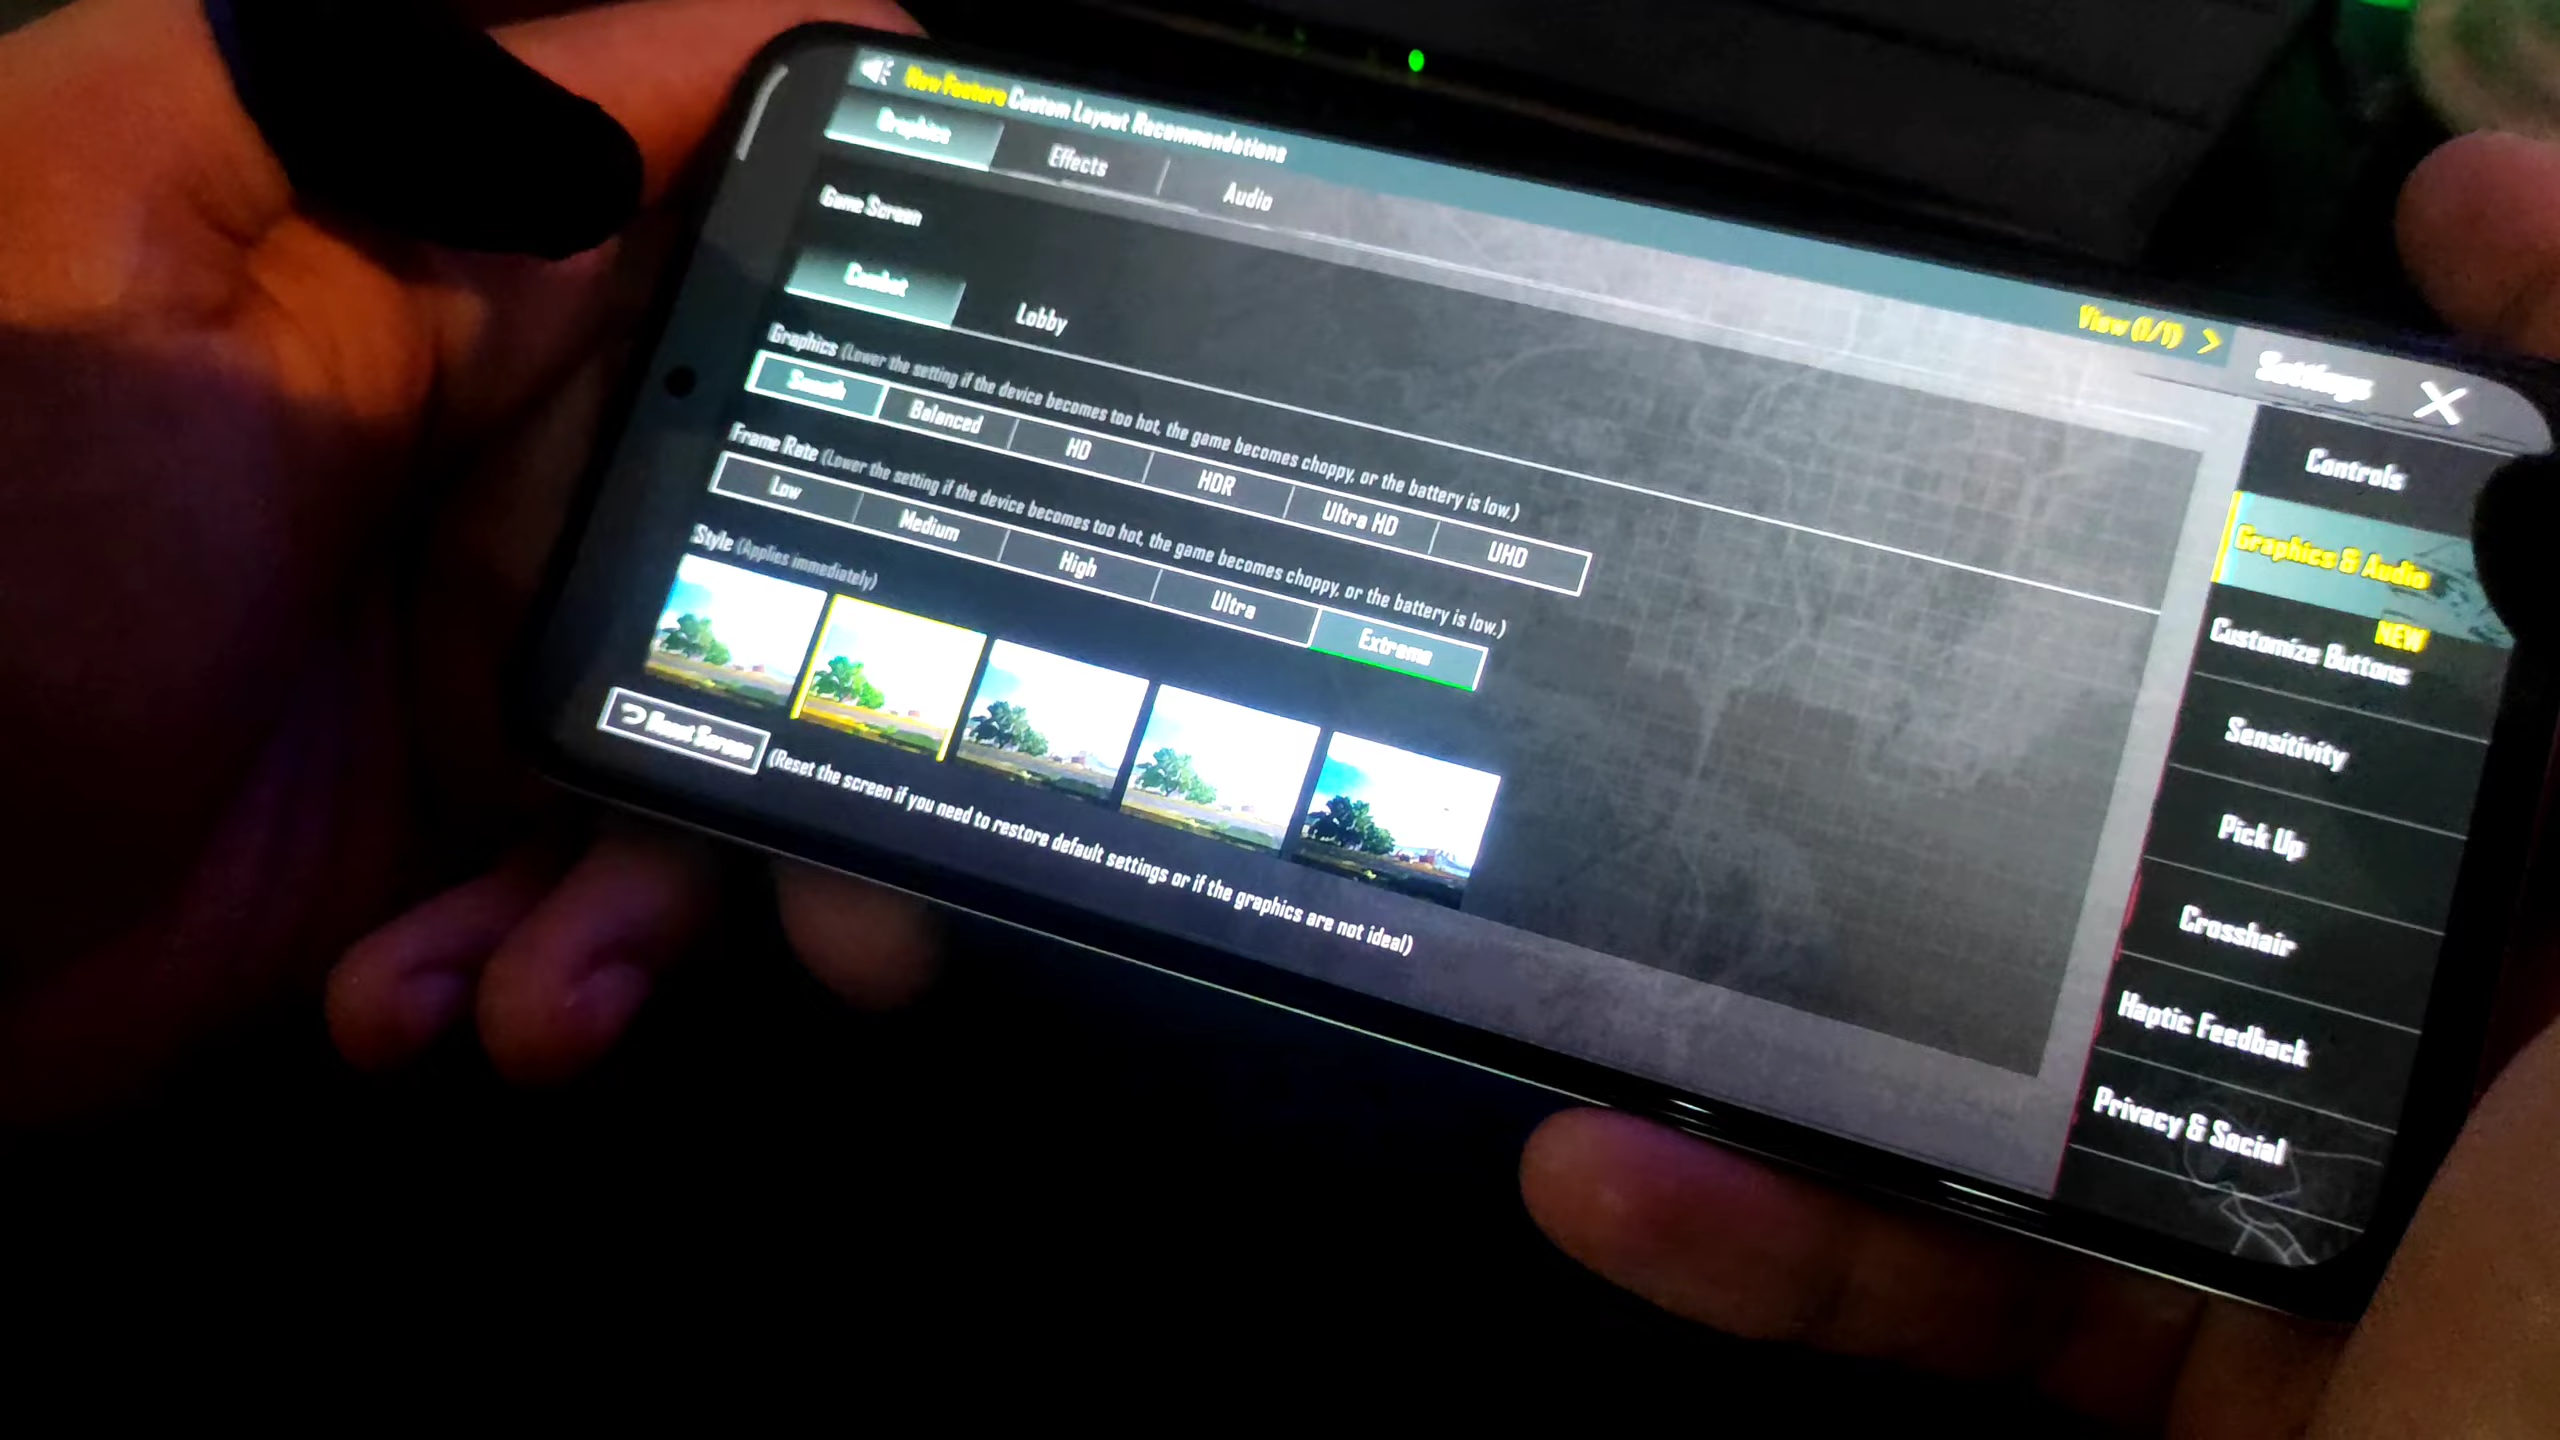 New Feature Custom Layout Recommendations
View (1/1) >
Settings X
Graphics Effects Audio
Game Screen
Combat Lobby
Graphics (Lower the setting if the device becomes too hot, the game becomes choppy, or the battery is low.)
Smooth Balanced HD HDR Ultra HD UHD
Frame Rate (Lower the setting if the device becomes too hot, the game becomes choppy, or the battery is low.)
Low Medium High Ultra Extreme
Style (Applies immediately)
Reset Screen (Reset the screen if you need to restore default settings or if the graphics are not ideal)
Controls
Graphics & Audio
NEW
Customize Buttons
Sensitivity
Pick Up
Crosshair
Haptic Feedback
Privacy & Social